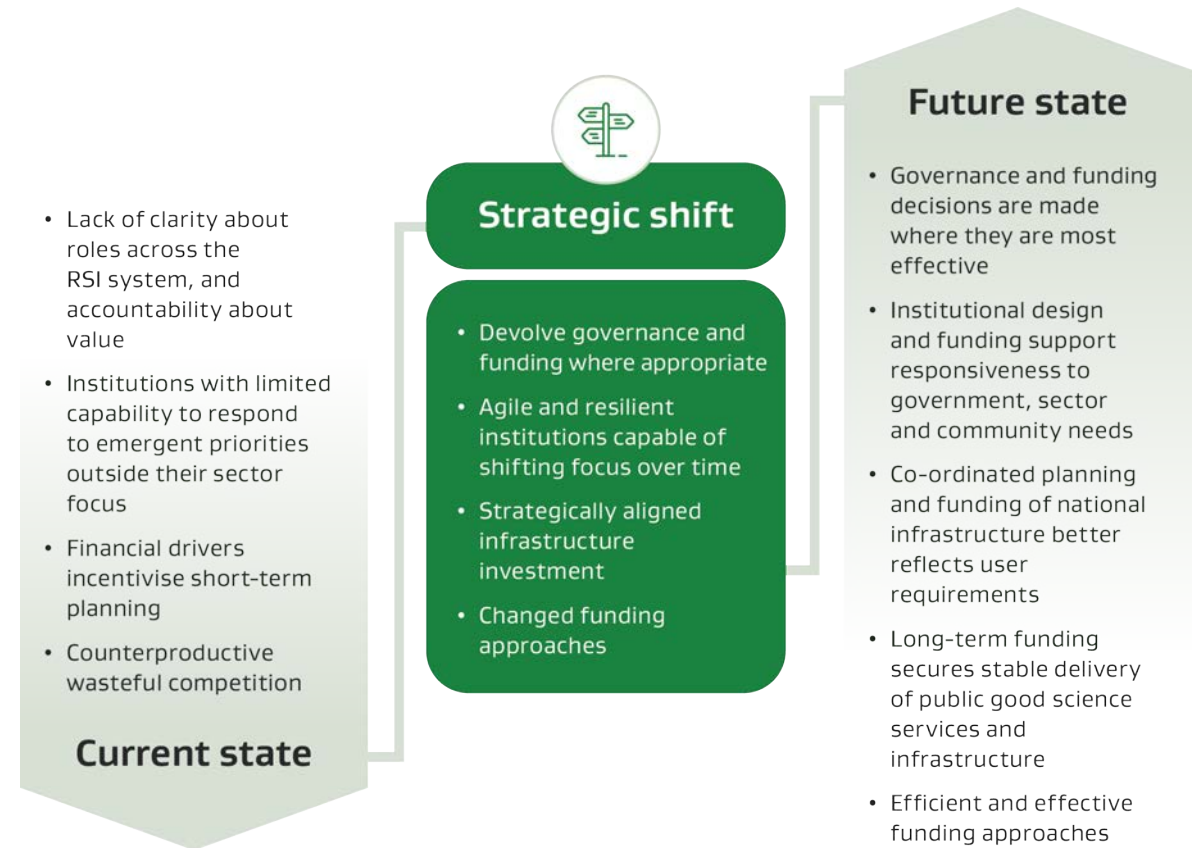 • Lack of clarity about
roles across the
RSI system, and
accountability about
value
• Institutions with limited
capability to respond
to emergent priorities
outside their sector
focus
• Financial drivers
incentivise short-term
planning
• Counterproductive
wasteful competition
Current state
Strategic shift
• Devolve governance and
funding where appropriate
• Agile and resilient
institutions capable of
shifting focus over time
• Strategically aligned
infrastructure
investment
• Changed funding
approaches
Future state
• Governance and funding
decisions are made
where they are most
effective
• Institutional design
and funding support
responsiveness to
government, sector
and community needs
• Co-ordinated planning
and funding of national
infrastructure better
reflects user
requirements
• Long-term funding
secures stable delivery
of public good science
services and
infrastructure
• Efficient and effective
funding approaches